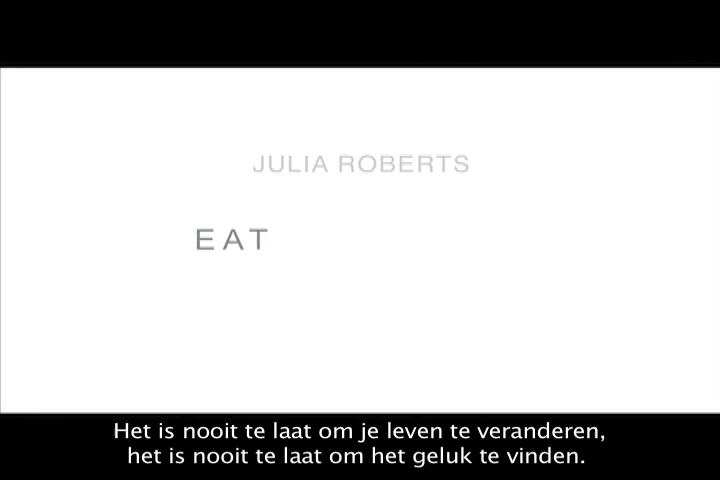 JULIA ROBERTS
EAT
Het is nooit te laat om je leven te veranderen,
het is nooit te laat om het geluk te vinden.